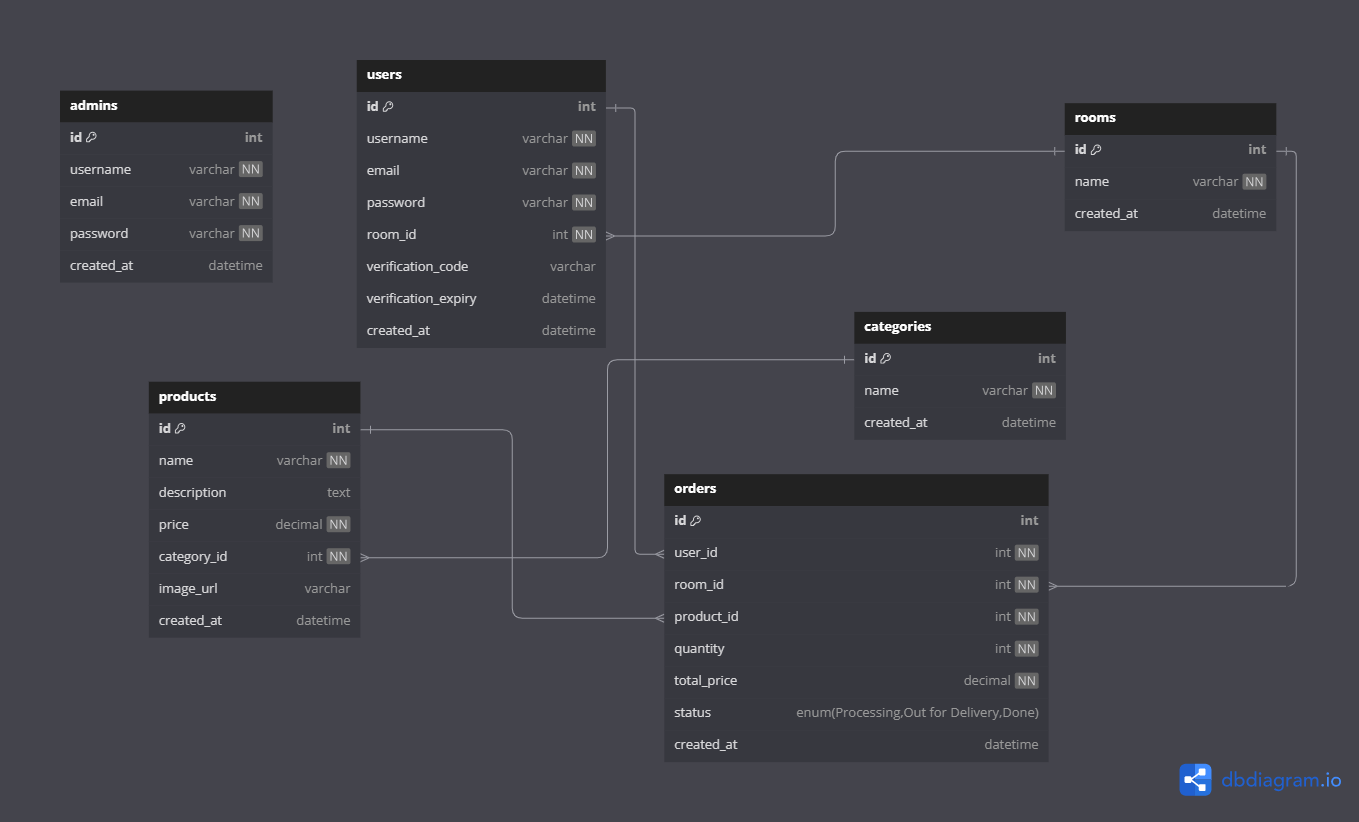 admins
id int
username varchar NN
email varchar NN
password varchar NN
created_at datetime
users
id int
username varchar NN
email varchar NN
password varchar NN
room_id int NN
verification_code varchar
verification_expiry datetime
created_at datetime
rooms
id int
name varchar NN
created_at datetime
categories
id int
name varchar NN
created_at datetime
products
id int
name varchar NN
description text
price decimal NN
category_id int NN
image_url varchar
created_at datetime
orders
id int
user_id int NN
room_id int NN
product_id int NN
quantity int NN
total_price decimal NN
status enum(Processing,Out for Delivery,Done)
created_at datetime
dbdiagram.io